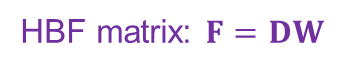 HBF matrix: F = DW